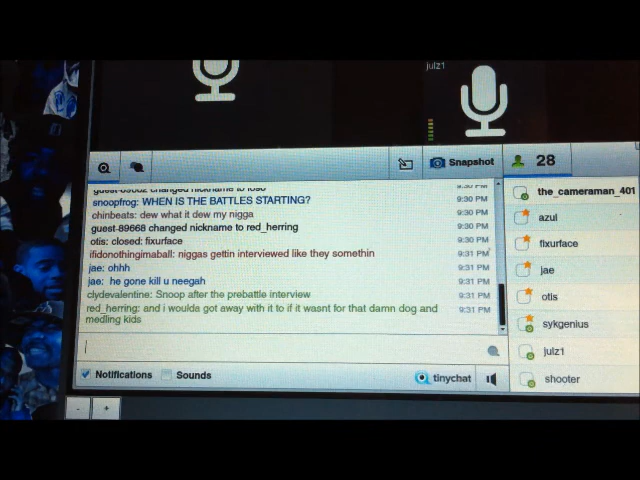 julz1
Snapshot
28
guest-89682 changed nickname to loso 9:30 PM
snoopfrog: WHEN IS THE BATTLES STARTING? 9:30 PM
chinbeats: dew what it dew my nigga 9:30 PM
guest-89668 changed nickname to red_herring 9:30 PM
otis: closed: fixurface 9:30 PM
ifidonothingimaball: niggas gettin interviewed like they somethin 9:31 PM
jae: ohhh 9:31 PM
jae: he gone kill u neegah 9:31 PM
clydevalentine: Snoop after the prebattle interview 9:31 PM
red_herring: and i woulda got away with it to if it wasnt for that damn dog and 9:31 PM
medling kids
the_cameraman_401
azul
fixurface
jae
otis
sykgenius
julz1
shooter
Notifications
Sounds
tinychat
- +